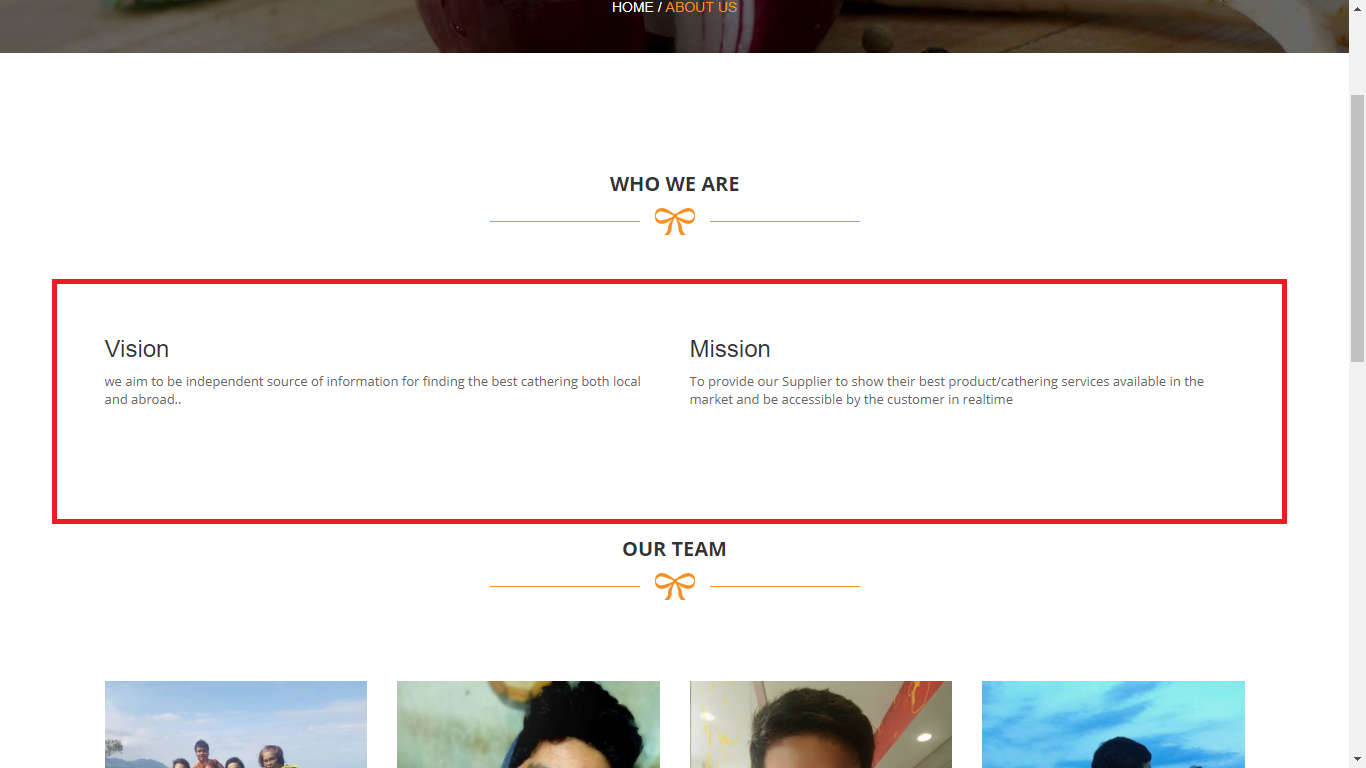 HOME / ABOUT US
WHO WE ARE
Vision
we aim to be independent source of information for finding the best cathering both local
and abroad..
Mission
To provide our Supplier to show their best product/cathering services available in the
market and be accessible by the customer in realtime
OUR TEAM